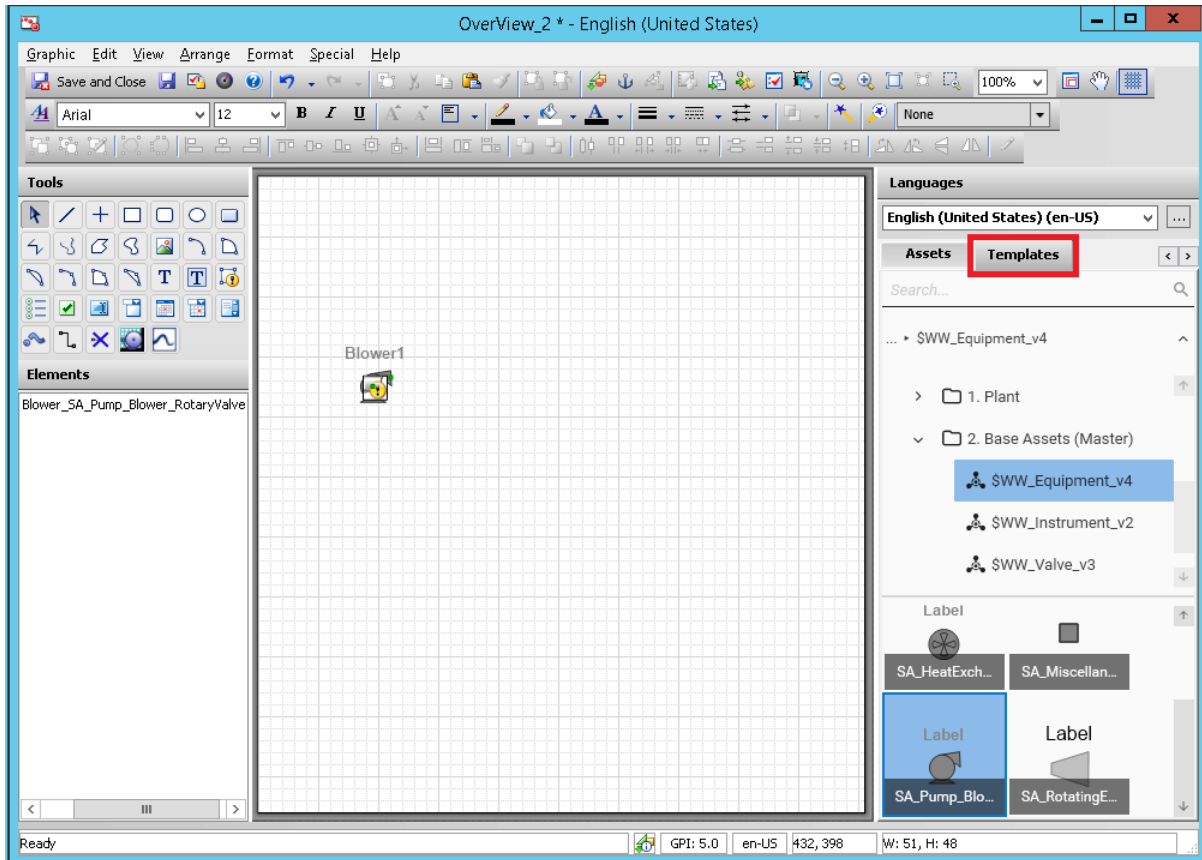 OverView_2 * - English (United States)
Graphic Edit View Arrange Format Special Help
Save and Close 100%
Arial 12 B I U A None
Tools
Languages
English (United States) (en-US) ...
Assets Templates < >
Search...
... ▸ $WW_Equipment_v4
1. Plant
2. Base Assets (Master)
$WW_Equipment_v4
$WW_Instrument_v2
$WW_Valve_v3
T T
Blower1
Elements
Blower_SA_Pump_Blower_RotaryValve
Label
SA_HeatExch... SA_Miscellan...
Label Label
SA_Pump_Blo... SA_RotatingE...
Ready GPI: 5.0 en-US 432, 398 W: 51, H: 48